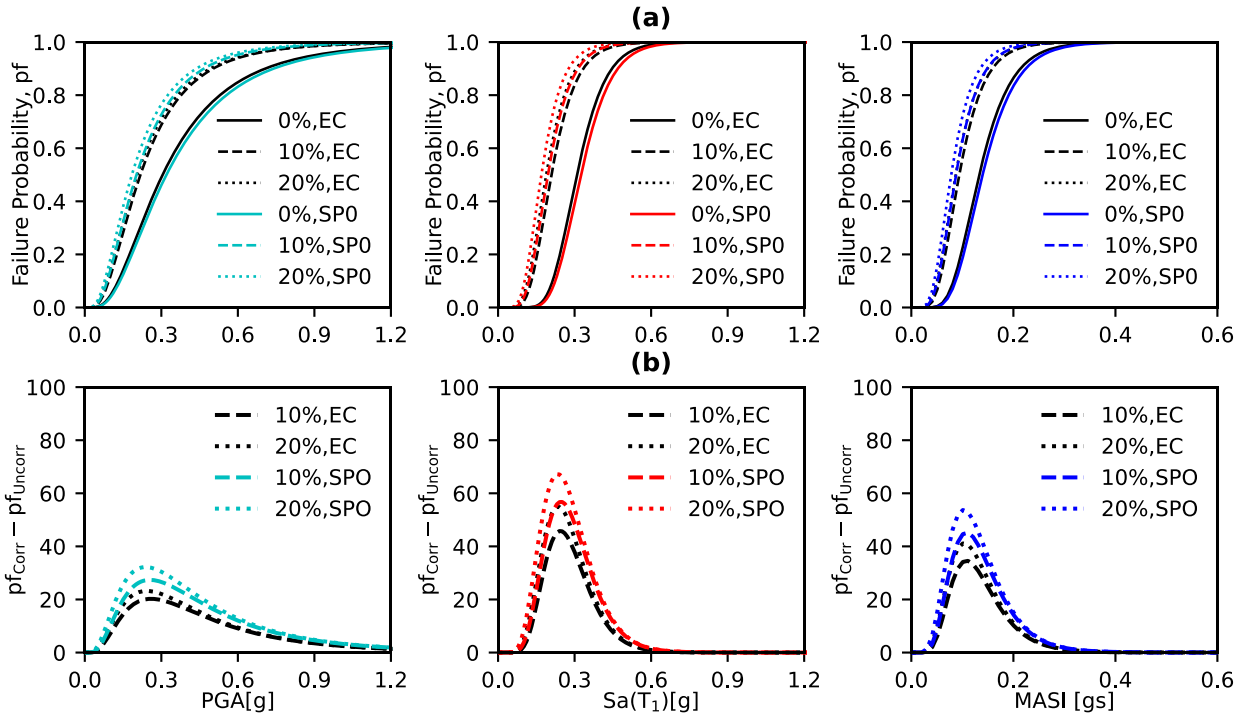 (a)
Failure Probability, pf
1.0
0.8
0.6
0.4
0.2
0.0
0%,EC
10%,EC
20%,EC
0%,SP0
10%,SP0
20%,SP0
0.0 0.3 0.6 0.9 1.2
Failure Probability, pf
1.0
0.8
0.6
0.4
0.2
0.0
0%,EC
10%,EC
20%,EC
0%,SP0
10%,SP0
20%,SP0
0.0 0.3 0.6 0.9 1.2
Failure Probability, pf
1.0
0.8
0.6
0.4
0.2
0.0
0%,EC
10%,EC
20%,EC
0%,SP0
10%,SP0
20%,SP0
0.0 0.2 0.4 0.6
(b)
pfCorr − pfUncorr
100
80
60
40
20
0
10%,EC
20%,EC
10%,SPO
20%,SPO
0.0 0.3 0.6 0.9 1.2
PGA[g]
pfCorr − pfUncorr
100
80
60
40
20
0
10%,EC
20%,EC
10%,SPO
20%,SPO
0.0 0.3 0.6 0.9 1.2
Sa(T1)[g]
pfCorr − pfUncorr
100
80
60
40
20
0
10%,EC
20%,EC
10%,SPO
20%,SPO
0.0 0.2 0.4 0.6
MASI [gs]